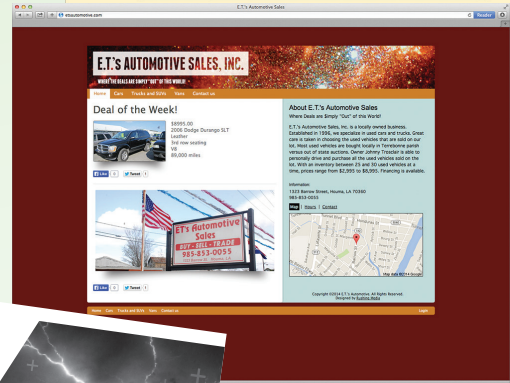 E.T.'s Automotive Sales
etsautomotive.com
Reader
E.T.'s AUTOMOTIVE SALES, INC.
WHERE THE DEALS ARE SIMPLY "OUT" OF THIS WORLD!
Home Cars Trucks and SUVs Vans Contact us
Deal of the Week!
$8995.00
2006 Dodge Durango SLT
Leather
3rd row seating
V8
89,000 miles
Like Tweet
ET's Automotive
Sales
BUY - SELL - TRADE
985-853-0055
Like Tweet
About E.T.'s Automotive Sales
Where Deals are Simply "Out" of this World!
E.T.'s Automotive Sales, Inc. is a locally owned business.
Established in 1996, we specialize in used cars and trucks. Great
care is taken in choosing the used vehicles that are sold on our
lot. Most used vehicles are bought locally in Terrebonne parish
versus out of state auctions. Owner Johnny Trosclair is able to
personally drive and purchase all the used vehicles sold on the
lot. With an inventory between 25 and 30 used vehicles at a
time, prices range from $2,995 to $8,995. Financing is available.
Information:
1323 Barrow Street, Houma, LA 70360
985-853-0055
Map | Hours | Contact
Map data ©2014 Google
Copyright ©2014 E.T.'s Automotive. All Rights Reserved.
Designed by Rushing Media
Home Cars Trucks and SUVs Vans Contact us
Login